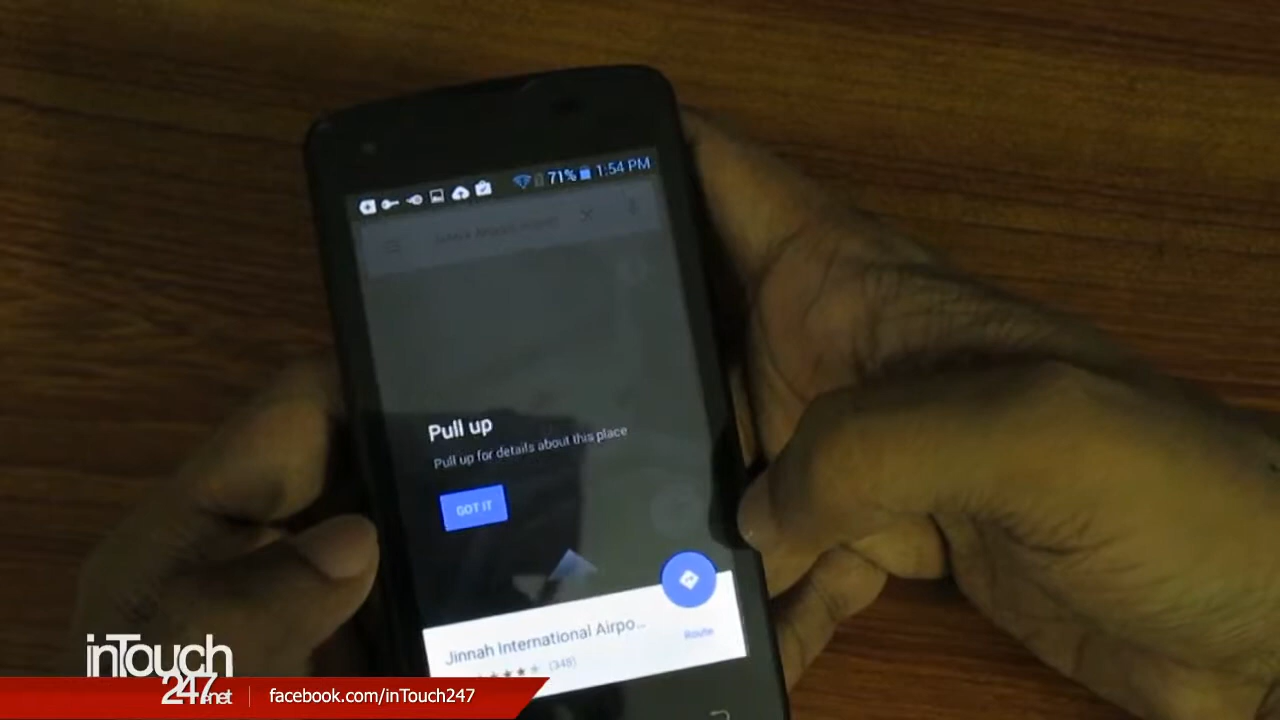 71% 1:54 PM
Pull up
Pull up for details about this place
GOT IT
Jinnah International Airpo...
Route
(348)
inTouch
247.net
facebook.com/inTouch247